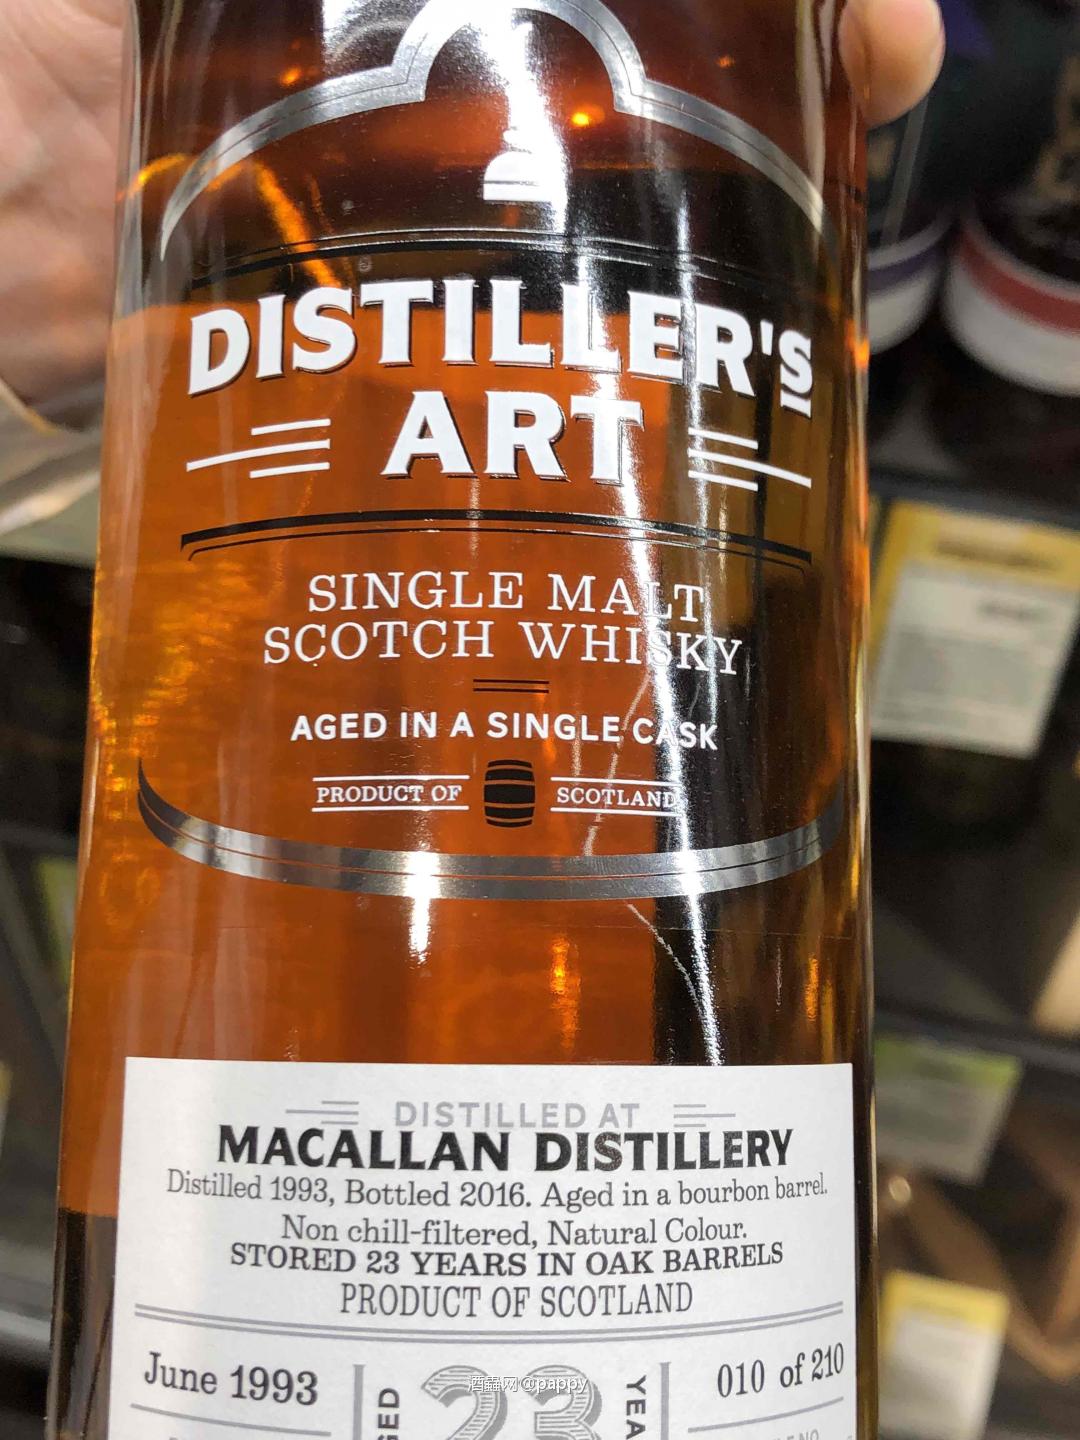 DISTILLER'S
ART
SINGLE MALT
SCOTCH WHISKY
AGED IN A SINGLE CASK
PRODUCT OF SCOTLAND
DISTILLED AT
MACALLAN DISTILLERY
Distilled 1993, Bottled 2016. Aged in a bourbon barrel.
Non chill-filtered, Natural Colour.
STORED 23 YEARS IN OAK BARRELS
PRODUCT OF SCOTLAND
June 1993
23
010 of 210
酒蟲网@pappy